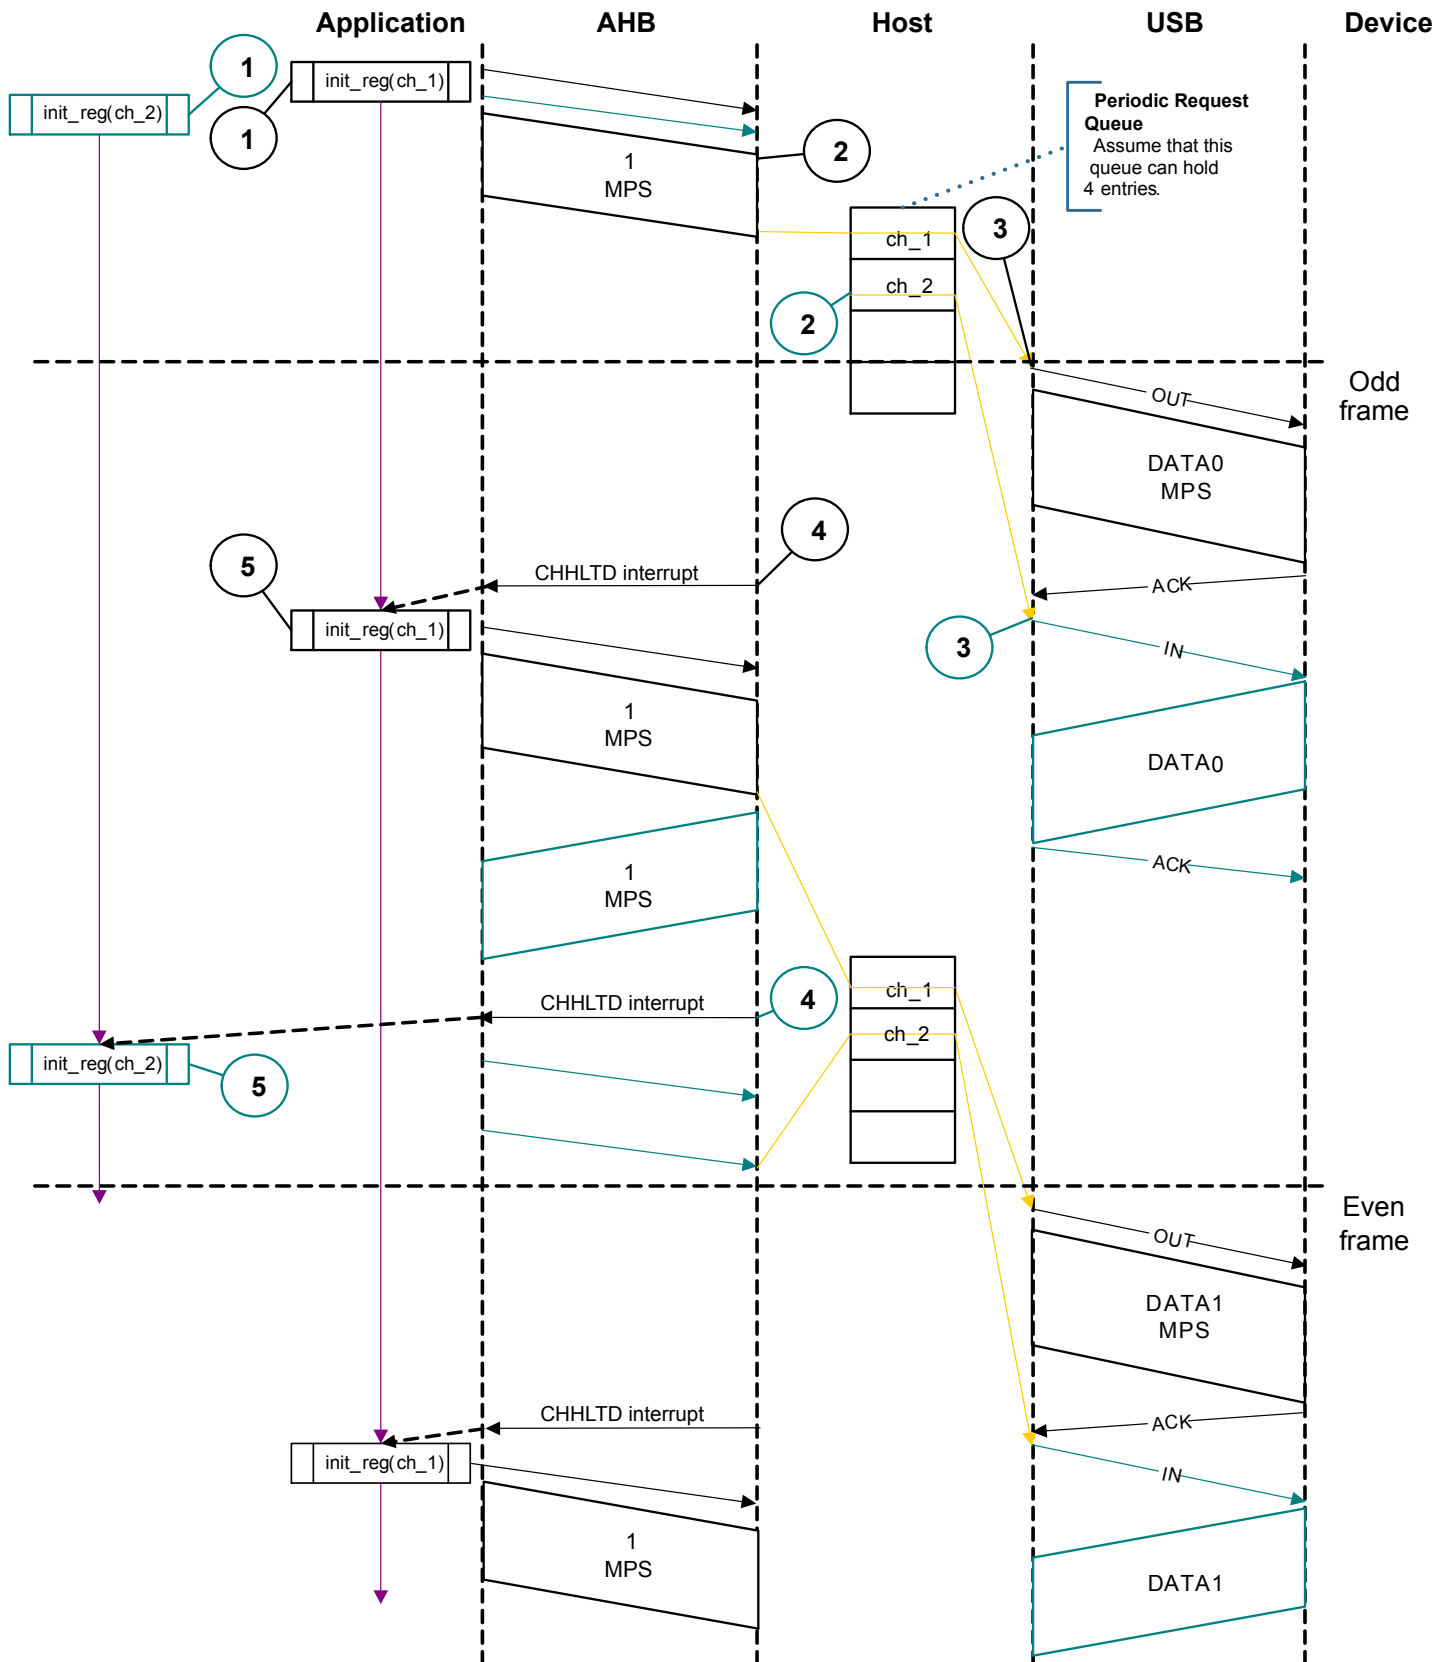 Application AHB Host USB Device
1
init_reg(ch_1)
init_reg(ch_2)
1
Periodic Request
Queue
Assume that this
queue can hold
4 entries.
2
1
MPS
ch_1
3
ch_2
2
Odd
frame
OUT
DATA0
MPS
4
5
CHHLTD interrupt
ACK
init_reg(ch_1)
3
IN
1
MPS
DATA0
ACK
1
MPS
CHHLTD interrupt
4
ch_1
ch_2
init_reg(ch_2)
5
Even
frame
OUT
DATA1
MPS
CHHLTD interrupt
ACK
init_reg(ch_1)
IN
1
MPS
DATA1